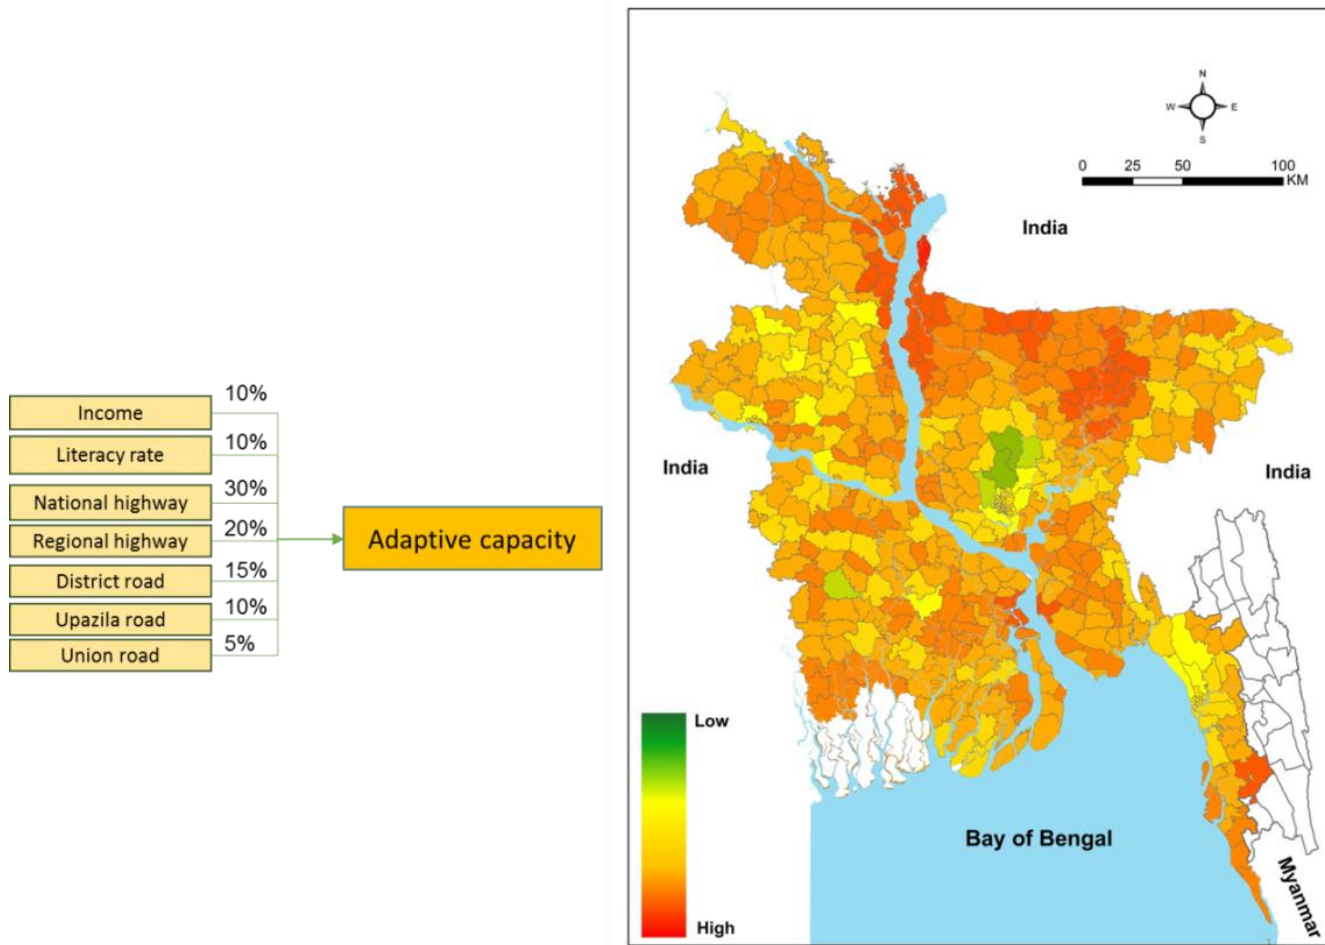 Income
10%
Literacy rate
10%
National highway
30%
Regional highway
20%
District road
15%
Upazila road
10%
Union road
5%
Adaptive capacity
N
W
E
S
0 25 50 100
KM
India
India
India
Low
High
Bay of Bengal
Myanmar